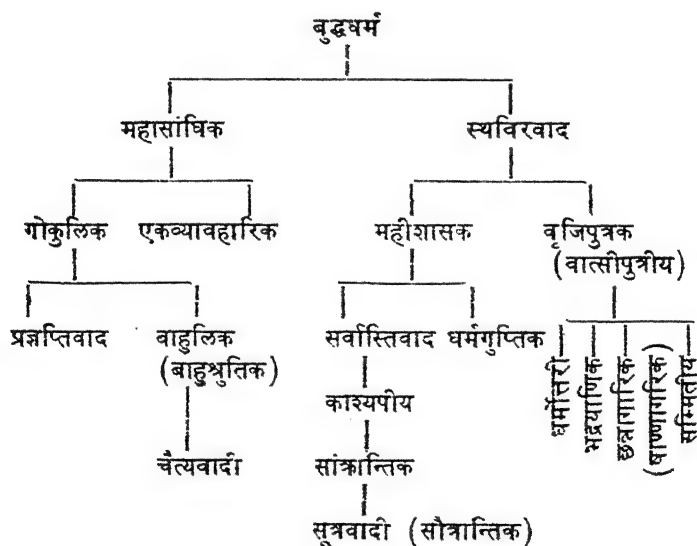 बुद्धधर्म
महासांघिक स्थविरवाद
गोकुलिक एकव्यावहारिक महीशासक वृजिपुत्रक
(वात्सीपुत्रीय)
प्रज्ञप्तिवाद वाहुलिक सर्वास्तिवाद धर्मगुप्तिक
(बाहुश्रुतिक)
धर्मोत्तरी
भद्रयाणिक
छन्नागारिक
(षाण्णागरिक)
सम्मितीय
काश्यपीय
चैत्यवादी सांक्रान्तिक
सूत्रवादी (सौत्रान्तिक)